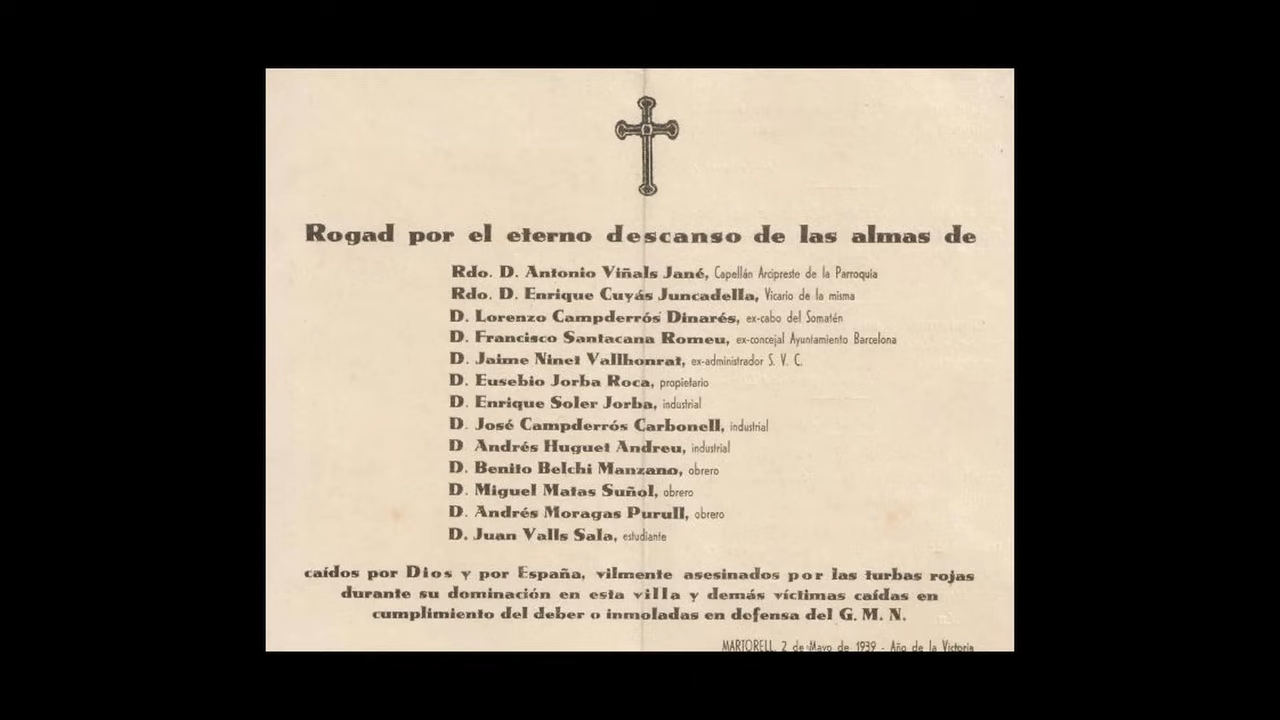 Rogad por el eterno descanso de las almas de
Rdo. D. Antonio Viñals Jané, Capellán Arcipreste de la Parroquia
Rdo. D. Enrique Cuyás Juncadella, Vicario de la misma
D. Lorenzo Campderrós Dinarés, ex-cabo del Somatén
D. Francisco Santacana Romeu, ex-concejal Ayuntamiento Barcelona
D. Jaime Ninet Vallhonrat, ex-administrador S. V. C.
D. Eusebio Jorba Roca, propietario
D. Enrique Soler Jorba, industrial
D. José Campderrós Carbonell, industrial
D Andrés Huguet Andreu, industrial
D. Benito Belchi Manzano, obrero
D. Miguel Matas Suñol, obrero
D. Andrés Moragas Purull, obrero
D. Juan Valls Sala, estudiante
caídos por Dios y por España, vilmente asesinados por las turbas rojas
durante su dominación en esta villa y demás víctimas caídas en
cumplimiento del deber o inmoladas en defensa del G. M. N.
MARTORELL, 2 de Mayo de 1939 - Año de la Victoria